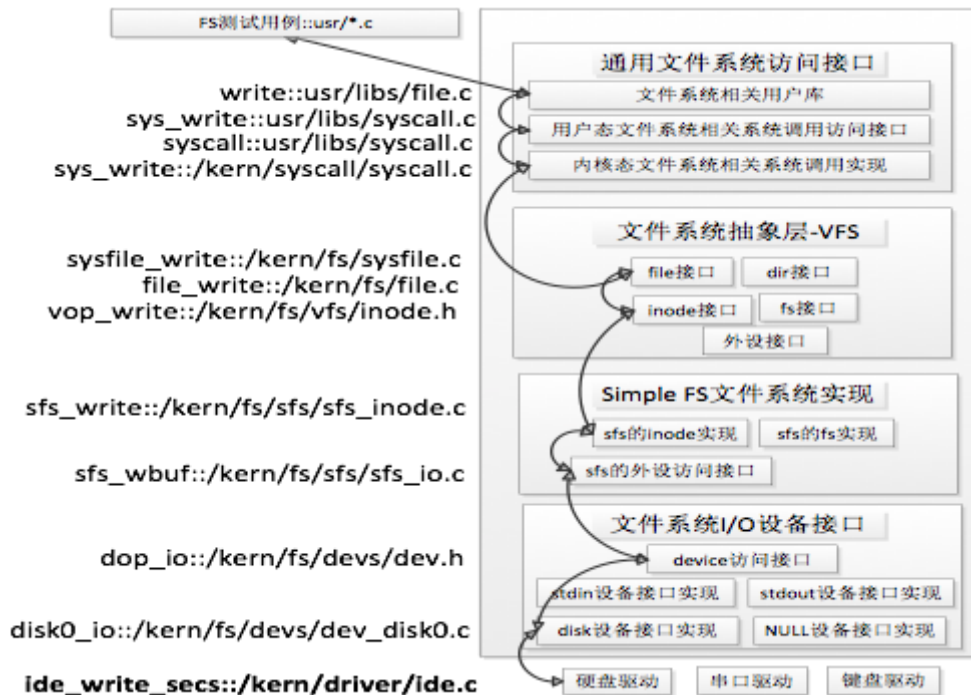 FS测试用例::usr/*.c
通用文件系统访问接口
write::usr/libs/file.c
文件系统相关用户库
sys_write::usr/libs/syscall.c
用户态文件系统相关系统调用访问接口
syscall::usr/libs/syscall.c
sys_write::/kern/syscall/syscall.c
内核态文件系统相关系统调用实现
文件系统抽象层-VFS
sysfile_write::/kern/fs/sysfile.c
file接口 dir接口
file_write::/kern/fs/file.c
vop_write::/kern/fs/vfs/inode.h
inode接口 fs接口
外设接口
Simple FS文件系统实现
sfs_write::/kern/fs/sfs/sfs_inode.c
sfs的inode实现 sfs的fs实现
sfs_wbuf::/kern/fs/sfs/sfs_io.c
sfs的外设访问接口
文件系统I/O设备接口
dop_io::/kern/fs/devs/dev.h
device访问接口
stdin设备接口实现 stdout设备接口实现
disk0_io::/kern/fs/devs/dev_disk0.c
disk设备接口实现 NULL设备接口实现
ide_write_secs::/kern/driver/ide.c
硬盘驱动 串口驱动 键盘驱动